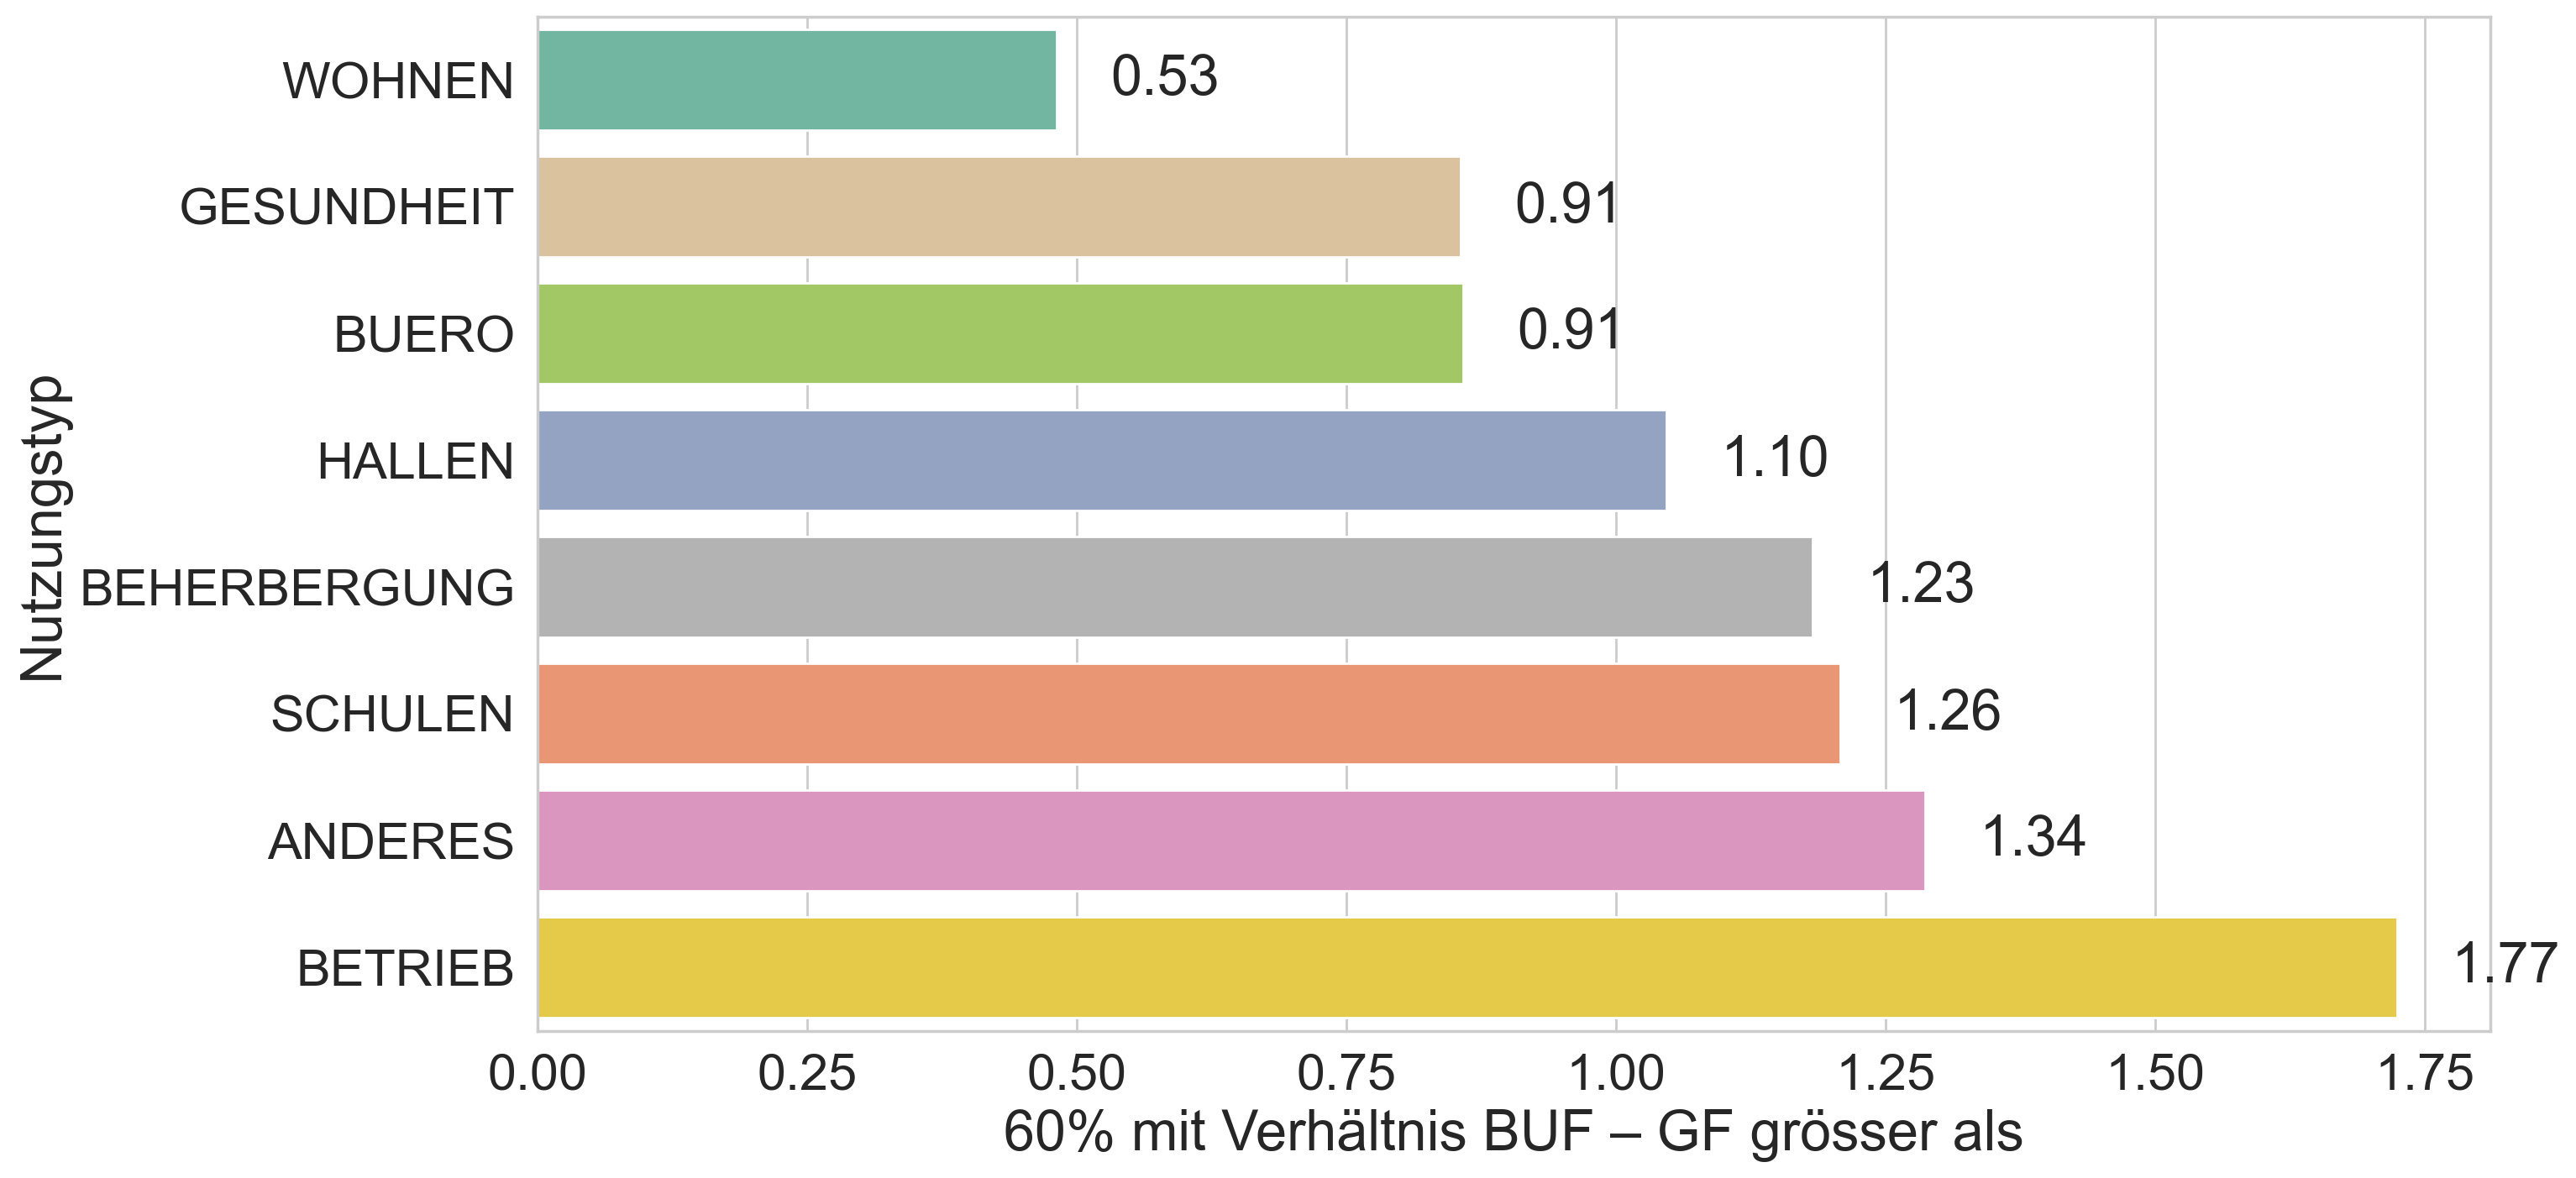 Nutzungstyp
WOHNEN 0.53
GESUNDHEIT 0.91
BUERO 0.91
HALLEN 1.10
BEHERBERGUNG 1.23
SCHULEN 1.26
ANDERES 1.34
BETRIEB 1.77
0.00 0.25 0.50 0.75 1.00 1.25 1.50 1.75
60% mit Verhältnis BUF – GF grösser als